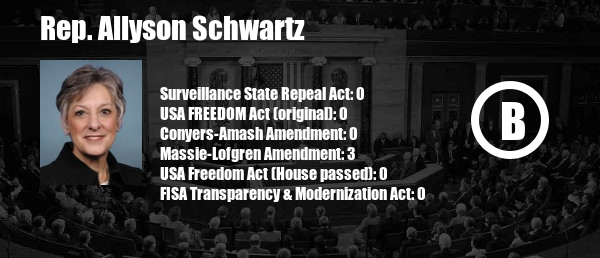 Rep. Allyson Schwartz
Surveillance State Repeal Act: 0
USA FREEDOM Act (original): 0
Conyers-Amash Amendment: 0
Massie-Lofgren Amendment: 3
USA Freedom Act (House passed): 0
FISA Transparency & Modernization Act: 0
B